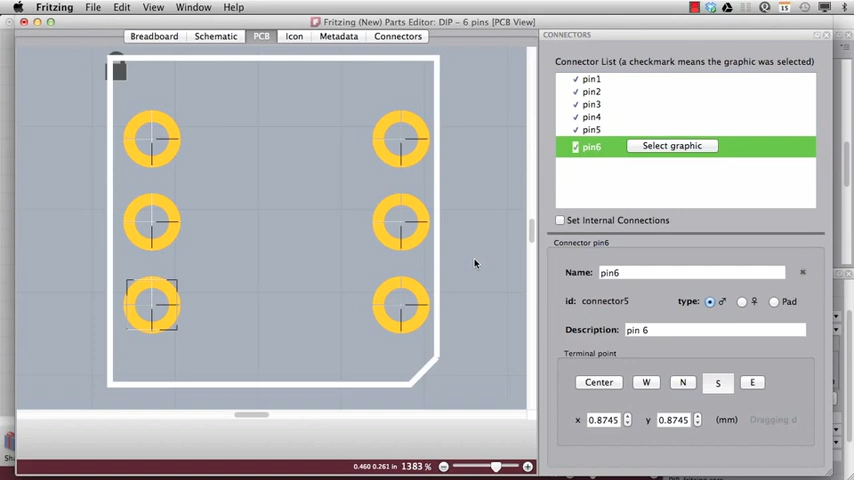 Fritzing File Edit View Window Help
Fritzing (New) Parts Editor: DIP - 6 pins [PCB View]
Breadboard Schematic PCB Icon Metadata Connectors
CONNECTORS
Connector List (a checkmark means the graphic was selected)
pin1
pin2
pin3
pin4
pin5
pin6 Select graphic
Set Internal Connections
Connector pin6
Name: pin6
id: connector5 type: ♂ ♀ Pad
Description: pin 6
Terminal point
Center W N S E
x 0.8745 y 0.8745 (mm) Dragging d
0.460 0.261 in 1383 %